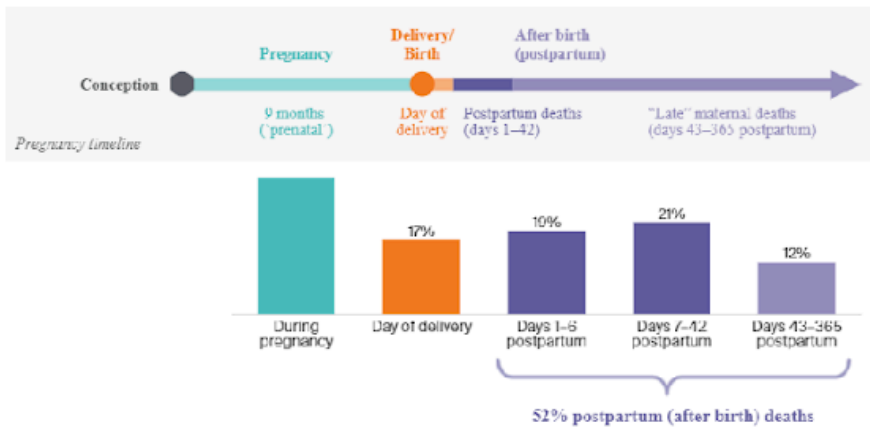 Delivery/
Birth
After birth
(postpartum)
Pregnancy
Conception
9 months
('prenatal')
Day of
delivery
Postpartum deaths
(days 1–42)
"Late" maternal deaths
(days 43–365 postpartum)
Pregnancy timeline
17%
19%
21%
12%
During
pregnancy
Day of delivery
Days 1–6
postpartum
Days 7–42
postpartum
Days 43–365
postpartum
52% postpartum (after birth) deaths